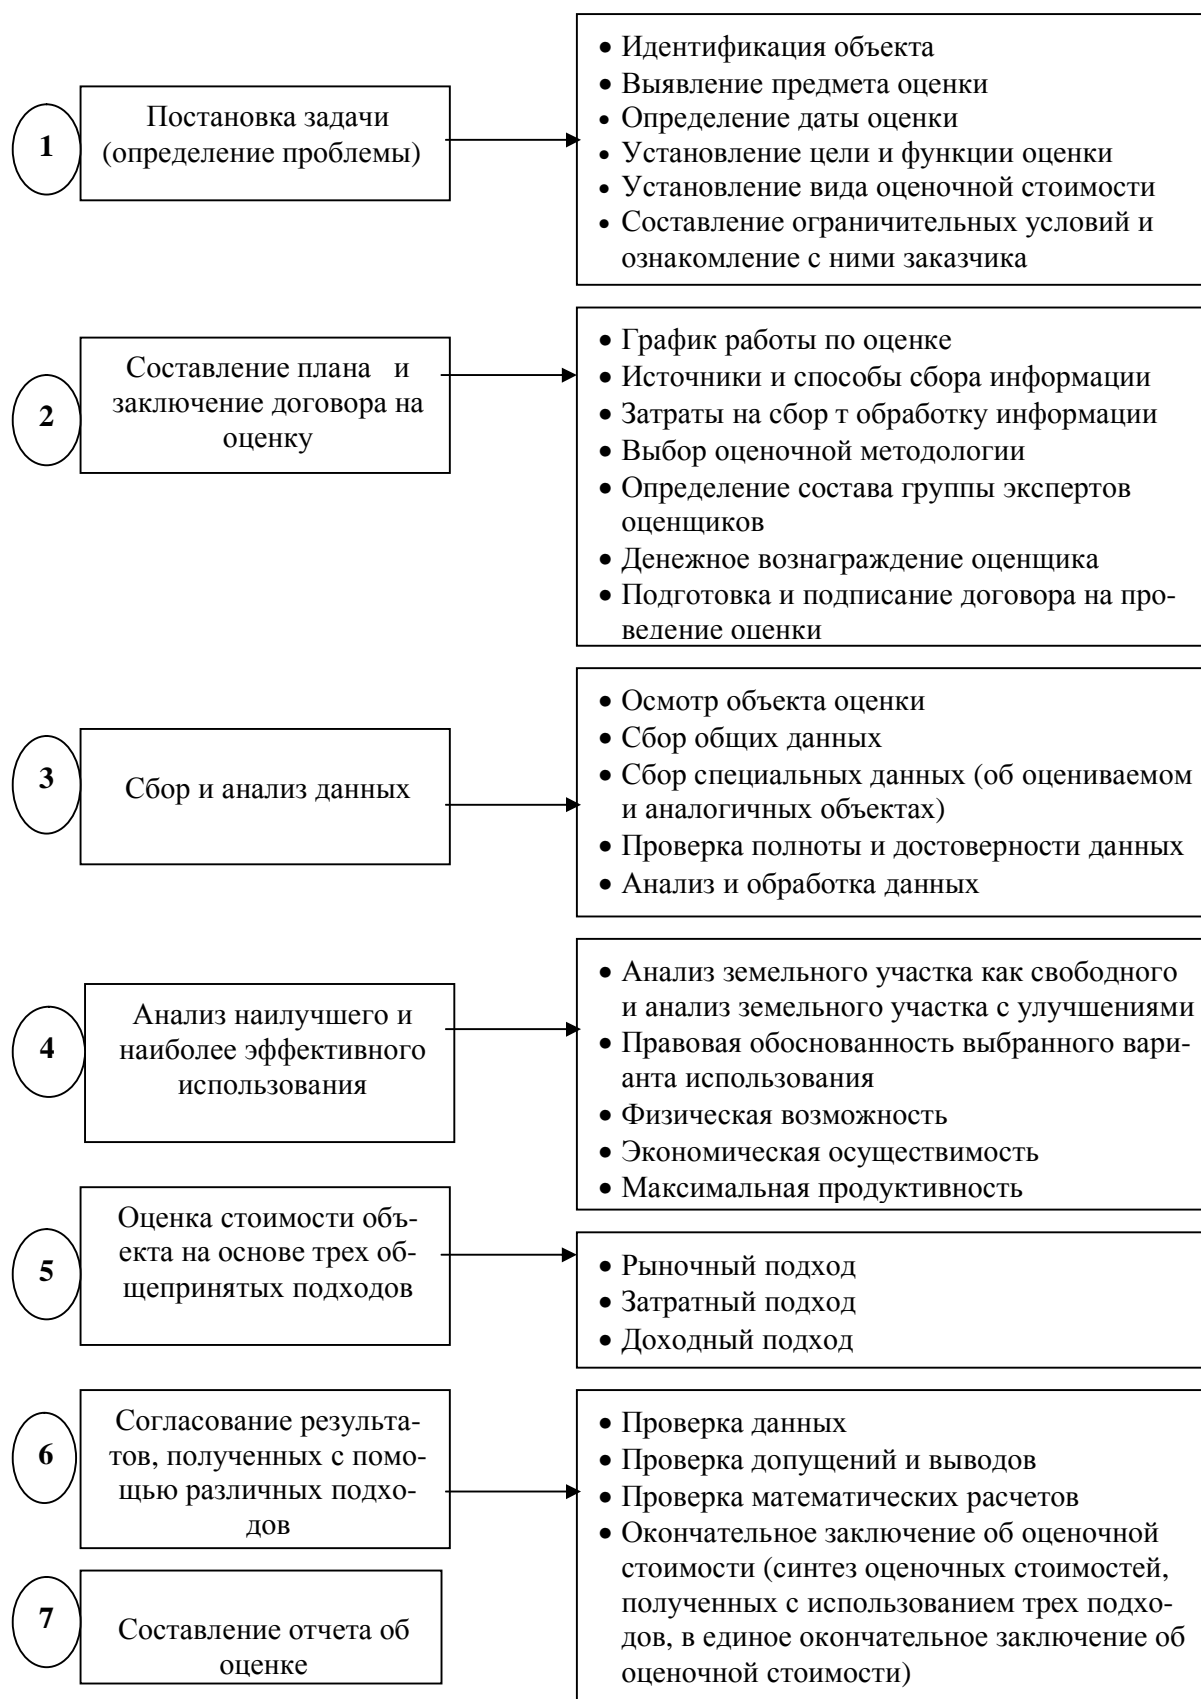 1
Постановка задачи
(определение проблемы)
• Идентификация объекта
• Выявление предмета оценки
• Определение даты оценки
• Установление цели и функции оценки
• Установление вида оценочной стоимости
• Составление ограничительных условий и
ознакомление с ними заказчика
2
Составление плана и
заключение договора на
оценку
• График работы по оценке
• Источники и способы сбора информации
• Затраты на сбор т обработку информации
• Выбор оценочной методологии
• Определение состава группы экспертов
оценщиков
• Денежное вознаграждение оценщика
• Подготовка и подписание договора на про-
ведение оценки
3
Сбор и анализ данных
• Осмотр объекта оценки
• Сбор общих данных
• Сбор специальных данных (об оцениваемом
и аналогичных объектах)
• Проверка полноты и достоверности данных
• Анализ и обработка данных
4
Анализ наилучшего и
наиболее эффективного
использования
• Анализ земельного участка как свободного
и анализ земельного участка с улучшениями
• Правовая обоснованность выбранного вари-
анта использования
• Физическая возможность
• Экономическая осуществимость
• Максимальная продуктивность
5
Оценка стоимости объ-
екта на основе трех об-
щепринятых подходов
• Рыночный подход
• Затратный подход
• Доходный подход
6
Согласование результа-
тов, полученных с помо-
щью различных подхо-
дов
• Проверка данных
• Проверка допущений и выводов
• Проверка математических расчетов
• Окончательное заключение об оценочной
стоимости (синтез оценочных стоимостей,
полученных с использованием трех подхо-
дов, в единое окончательное заключение об
оценочной стоимости)
7
Составление отчета об
оценке